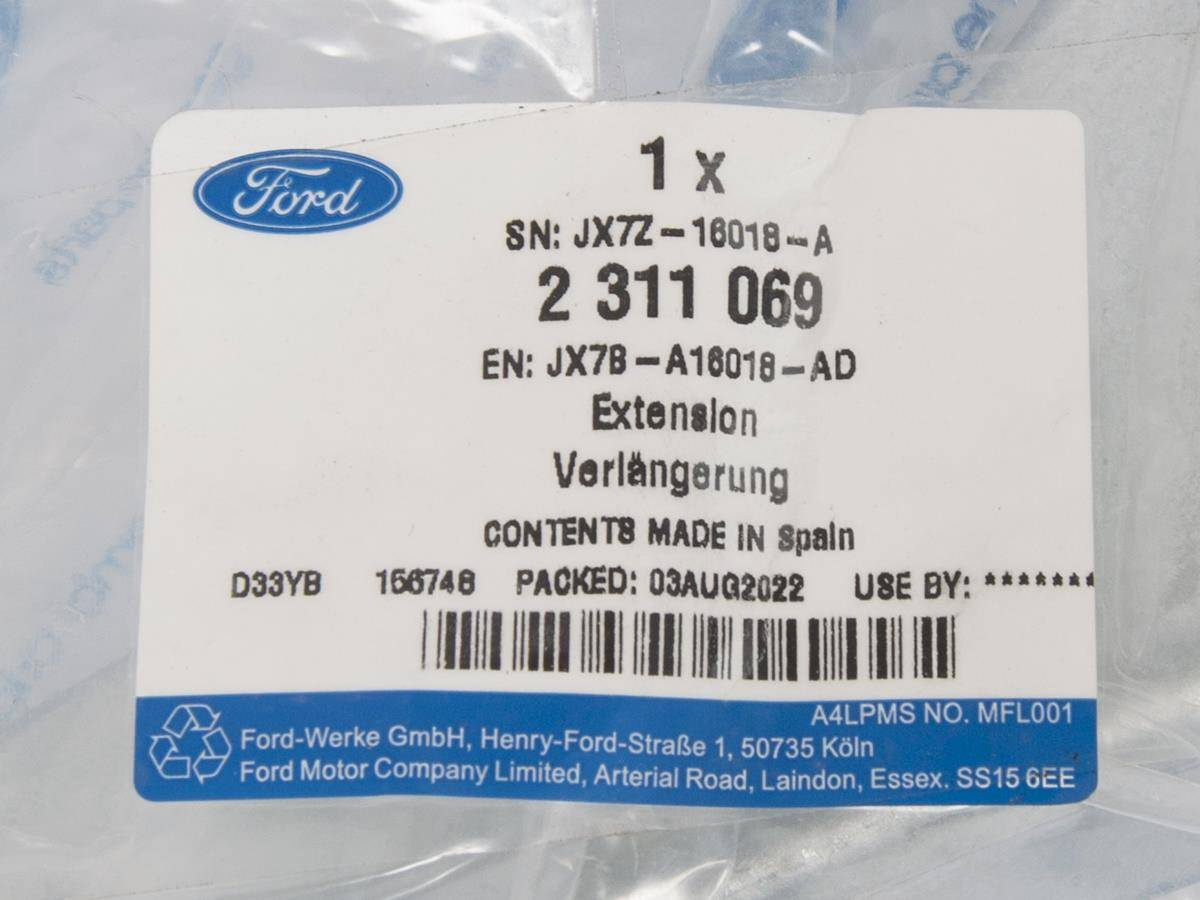 Ford
1 x
SN: JX7Z-16018-A
2 311 069
EN: JX7B-A16018-AD
Extension
Verlängerung
CONTENTS MADE IN Spain
D33YB 156748 PACKED: 03AUG2022 USE BY: *******
A4LPMS NO. MFL001
Ford-Werke GmbH, Henry-Ford-Straße 1, 50735 Köln
Ford Motor Company Limited, Arterial Road, Laindon, Essex. SS15 6EE